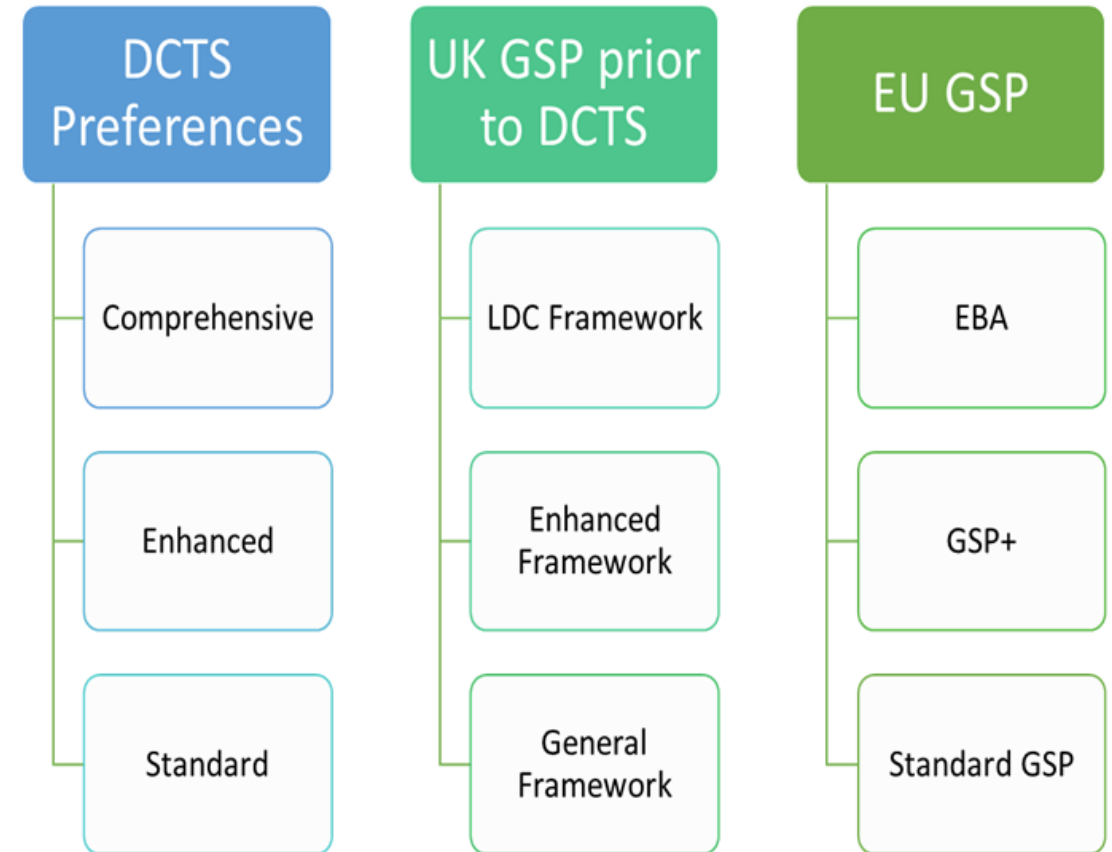 DCTS
Preferences
Comprehensive
Enhanced
Standard
UK GSP prior
to DCTS
LDC Framework
Enhanced
Framework
General
Framework
EU GSP
EBA
GSP+
Standard GSP